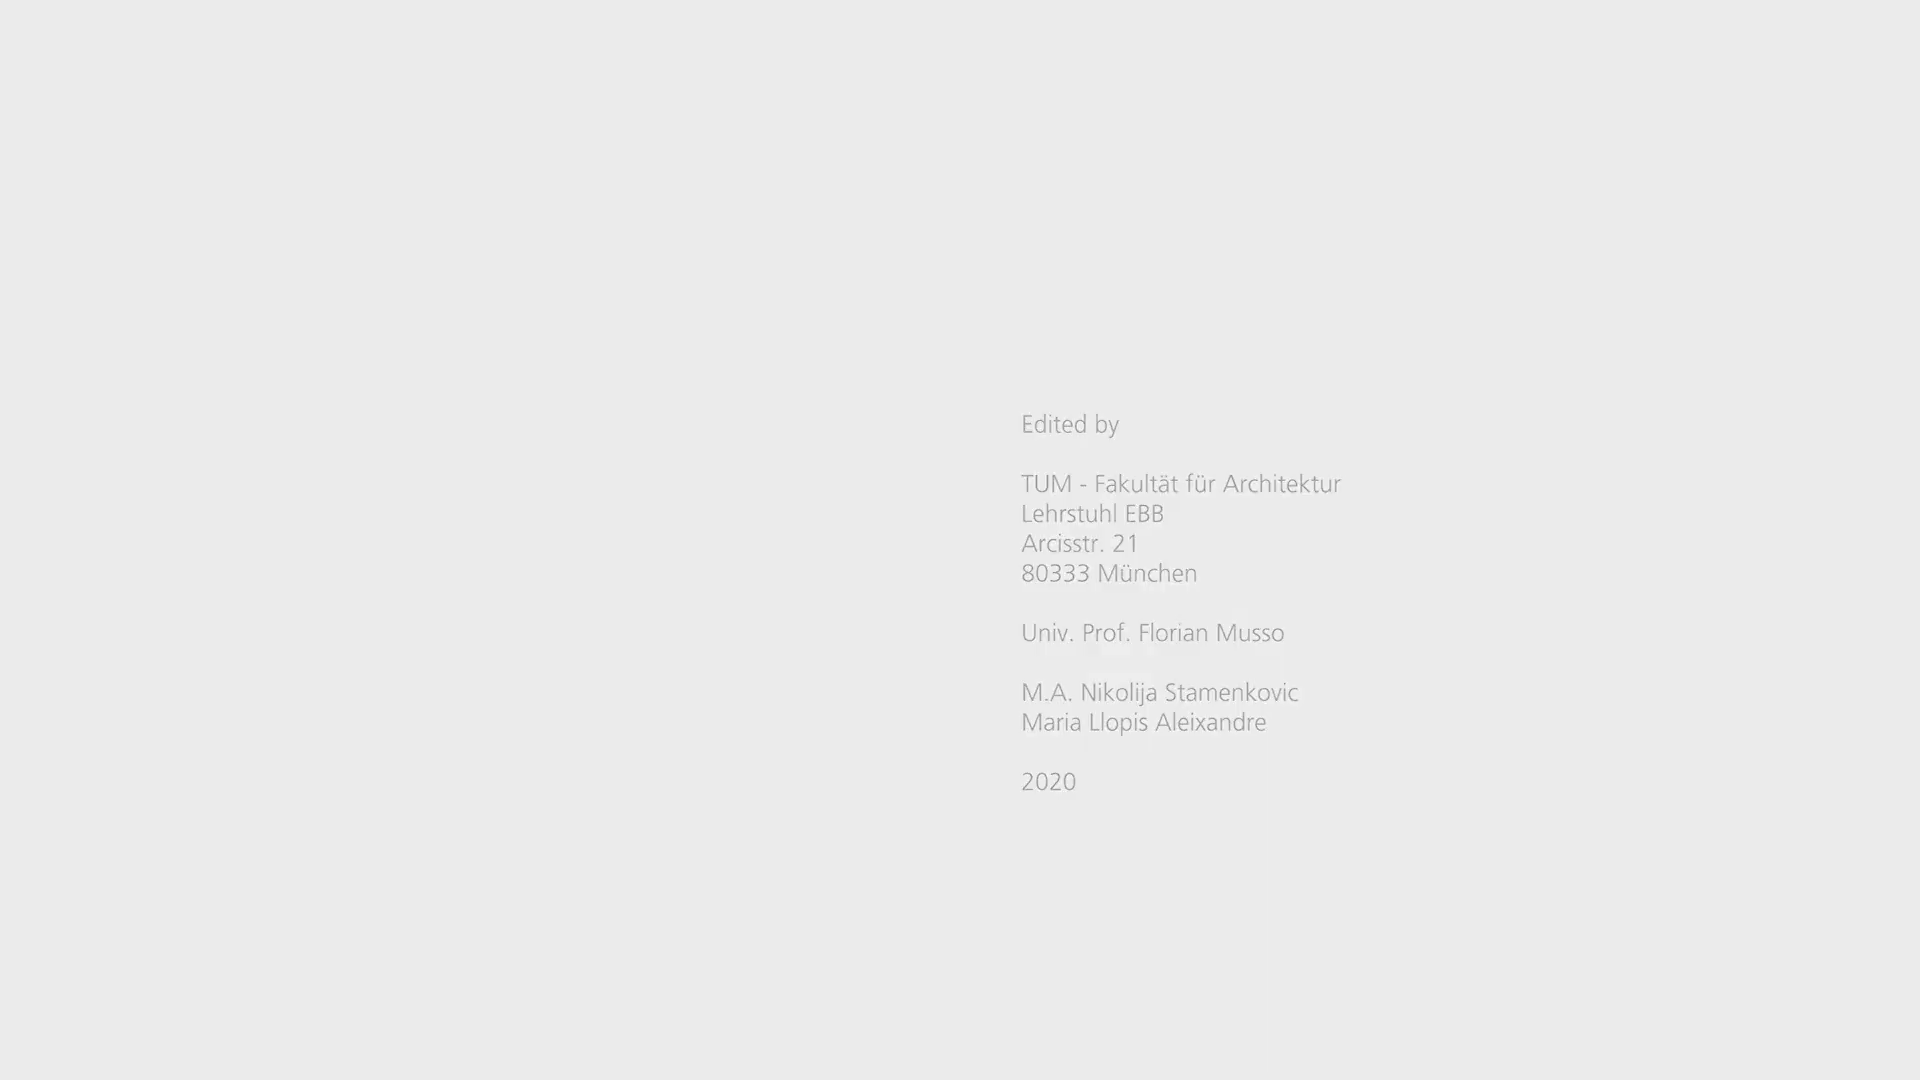 Edited by
TUM - Fakultät für Architektur
Lehrstuhl EBB
Arcisstr. 21
80333 München
Univ. Prof. Florian Musso
M.A. Nikolija Stamenkovic
Maria Llopis Aleixandre
2020